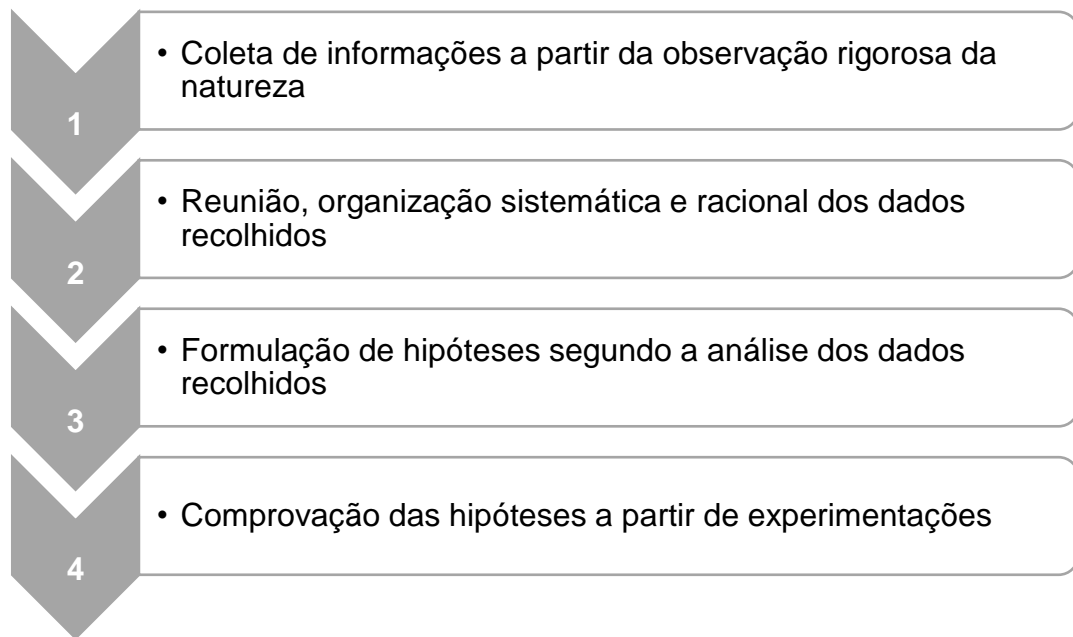 1
• Coleta de informações a partir da observação rigorosa da
natureza
2
• Reunião, organização sistemática e racional dos dados
recolhidos
3
• Formulação de hipóteses segundo a análise dos dados
recolhidos
4
• Comprovação das hipóteses a partir de experimentações